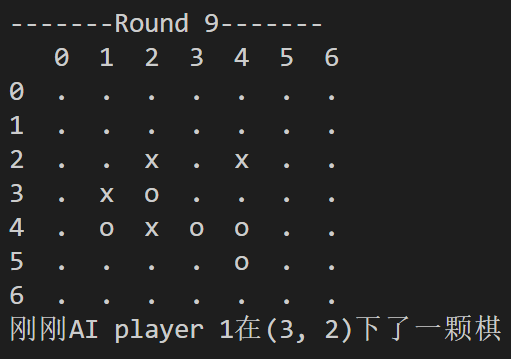 -------Round 9-------
   0  1  2  3  4  5  6
0  .  .  .  .  .  .  .
1  .  .  .  .  .  .  .
2  .  .  x  .  x  .  .
3  .  x  o  .  .  .  .
4  .  o  x  o  o  .  .
5  .  .  .  .  o  .  .
6  .  .  .  .  .  .  .
刚刚AI player 1在(3, 2)下了一颗棋